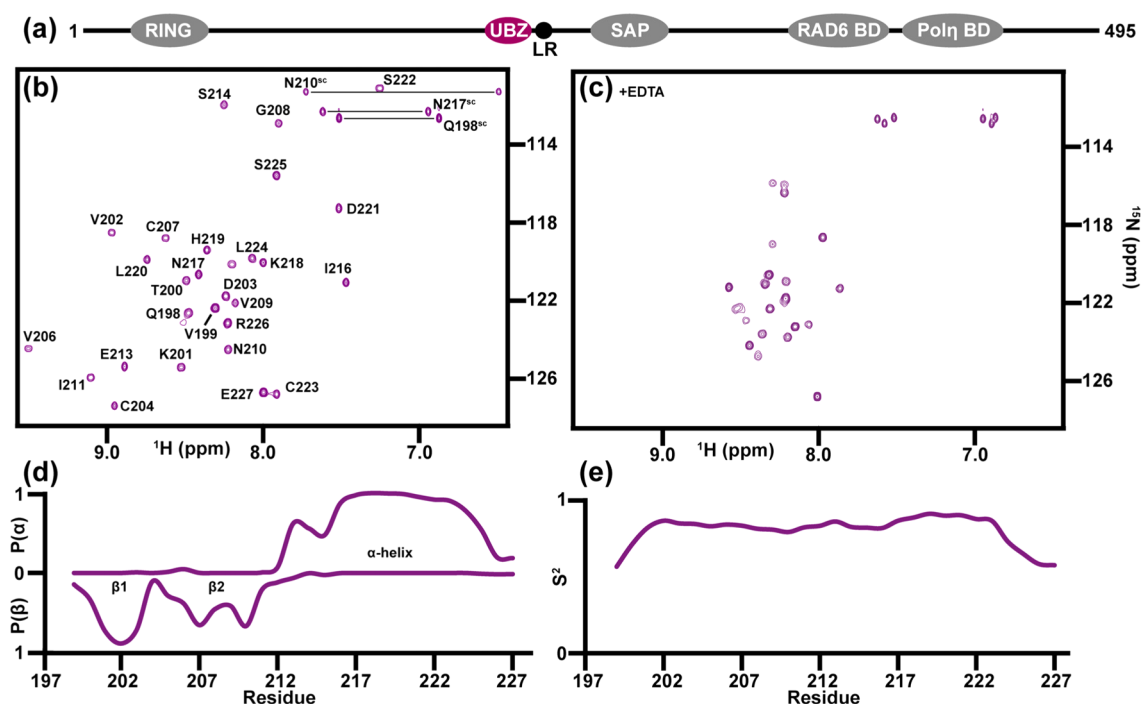 (a) 1 RING UBZ LR SAP RAD6 BD Polη BD 495
(b)
N210sc S222
S214
N217sc
G208
Q198sc
114
S225
D221
118
V202
C207
H219
L224
L220 N217 K218
I216
T200
D203
V209
122
Q198
V199
R226
V206
N210
E213 K201
I211
E227 C223
126
C204
9.0 8.0 7.0
1H (ppm)
(c) +EDTA
114
118
122
126
15N (ppm)
9.0 8.0 7.0
1H (ppm)
(d)
1
P(α)
α-helix
0
β1 β2
P(β)
1
197 202 207 212 217 222 227
Residue
(e)
1
S2
0
197 202 207 212 217 222 227
Residue